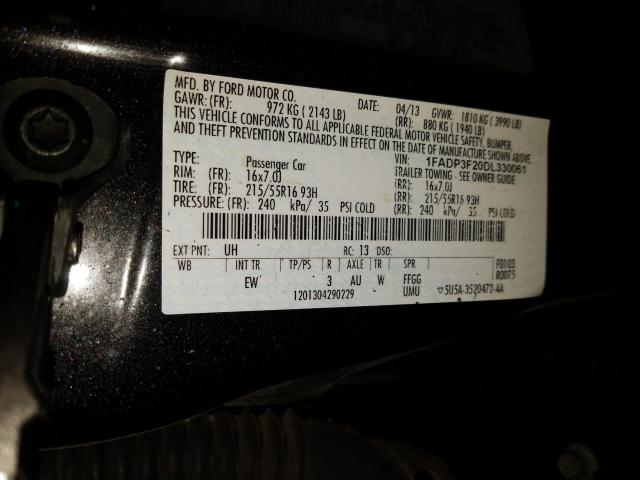 MFD. BY FORD MOTOR CO.
DATE: 04/13 GVWR: 1810 KG ( 3990 LB)
GAWR: (FR): 972 KG ( 2143 LB) (RR): 880 KG ( 1940 LB)
THIS VEHICLE CONFORMS TO ALL APPLICABLE FEDERAL MOTOR VEHICLE SAFETY, BUMPER,
AND THEFT PREVENTION STANDARDS IN EFFECT ON THE DATE OF MANUFACTURE SHOWN ABOVE.
VIN: 1FADP3F20DL330061
TYPE: Passenger Car TRAILER TOWING - SEE OWNER GUIDE
RIM: (FR) 16x7.0J (RR): 16x7.0J
TIRE: (FR) 215/55R16 93H (RR): 215/55R16 93H
PRESSURE: (FR) 240 kPa/ 35 PSI COLD (RR): 240 kPa/ 35 PSI COLD
EXT PNT: UH RC: 13 DSO:
WB INT TR TP/PS R AXLE TR SPR F0103
R0075
EW 3 AU W FFGG
UMU
1201304290229 ▽5U5A-3520472-AA